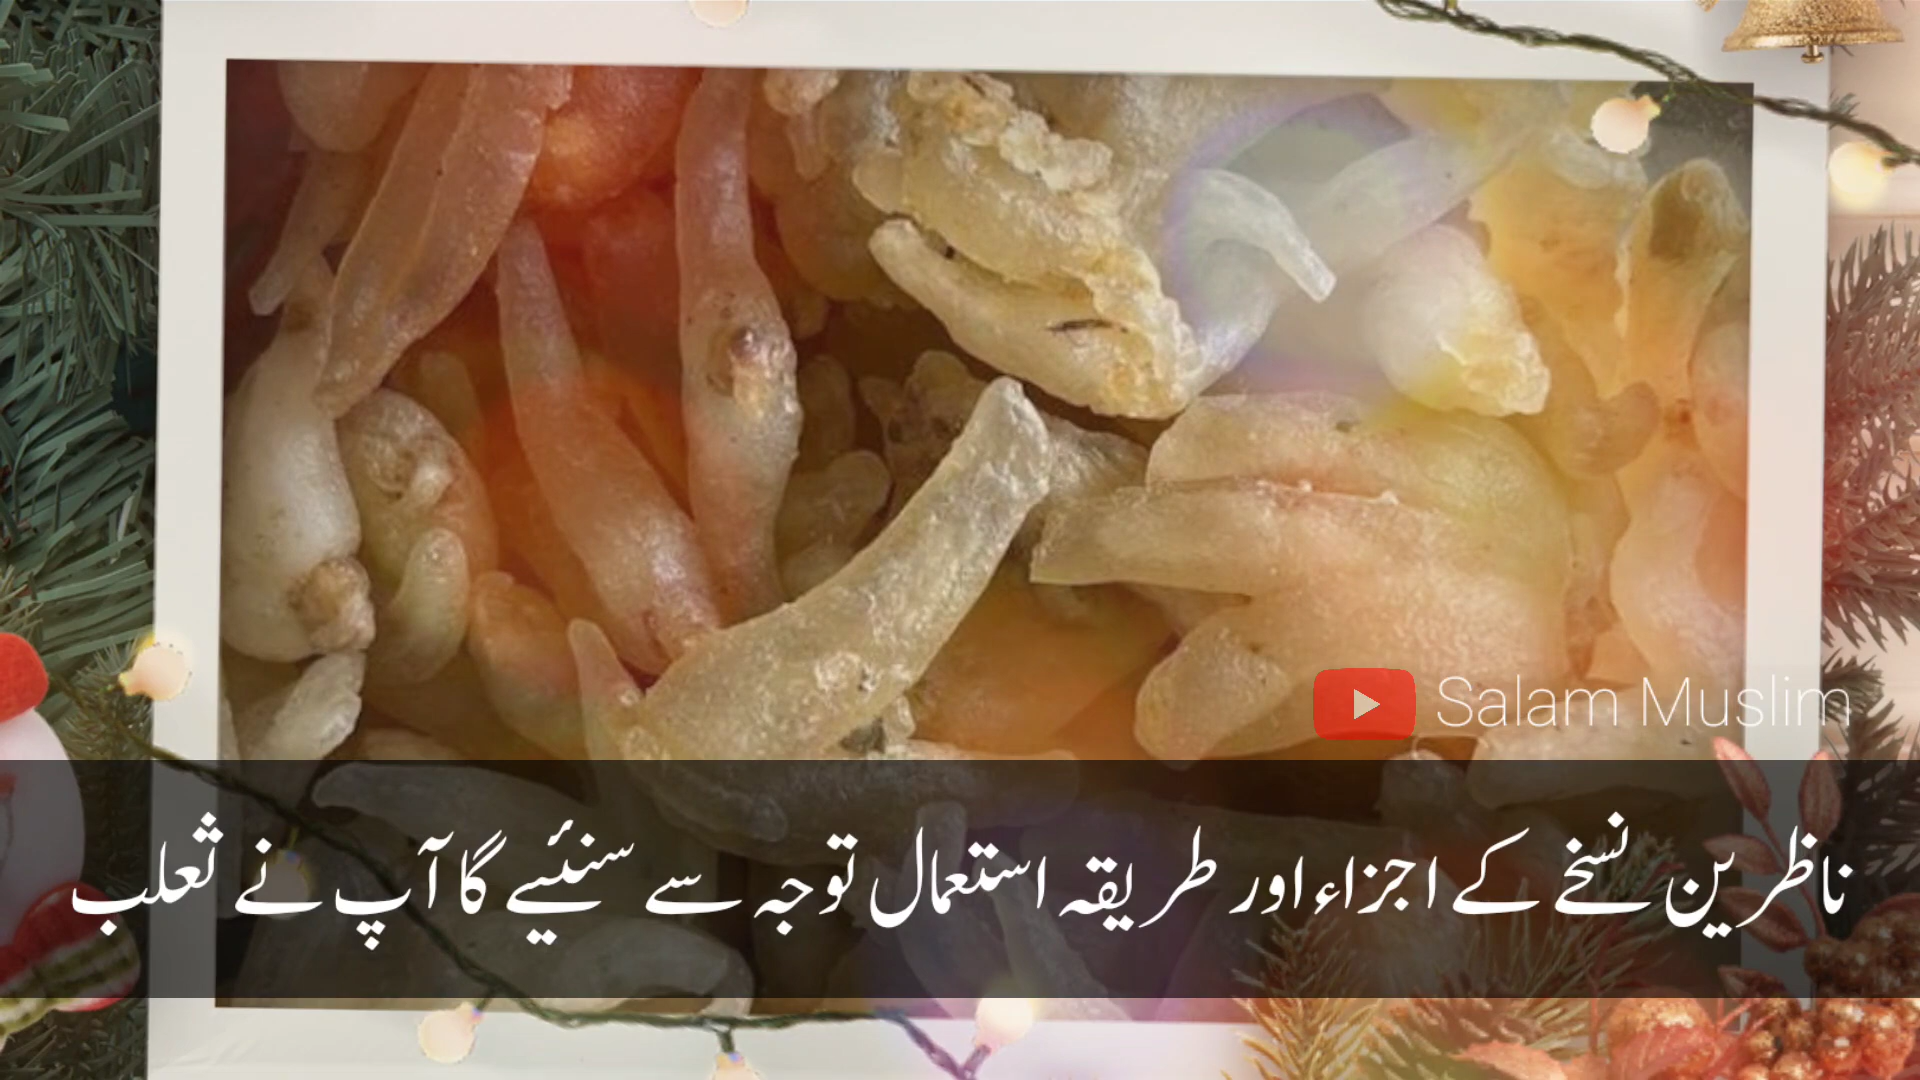 Salam Muslim
ناظرین نسخے کے اجزاء اور طریقہ استعمال توجہ سے سنئیے گا آپ نے ثعلب